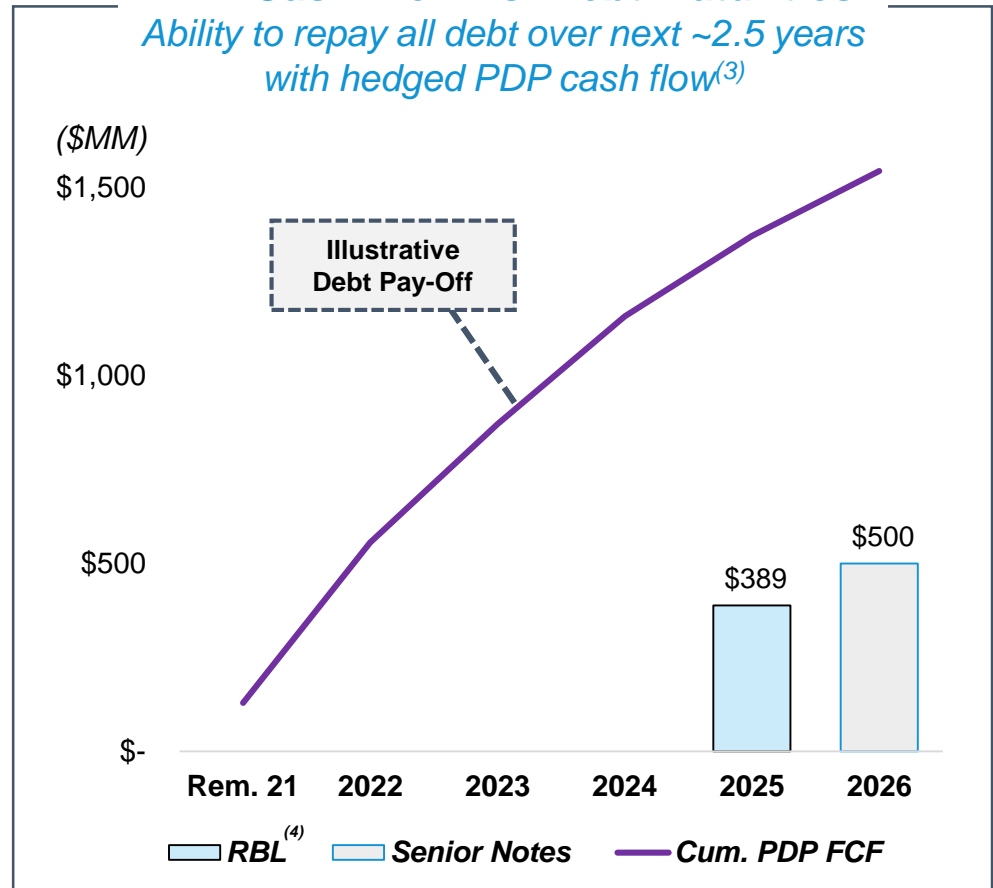 Ability to repay all debt over next ~2.5 years
with hedged PDP cash flow(3)
($MM)
$1,500
Illustrative
Debt Pay-Off
$1,000
$500
$500
$389
$-
Rem. 21 2022 2023 2024 2025 2026
RBL(4) Senior Notes Cum. PDP FCF